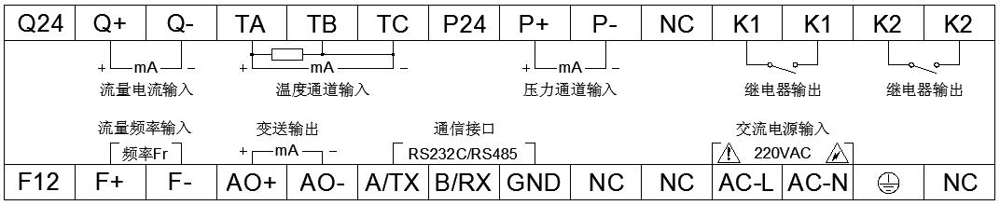 Q24 Q+ Q- TA TB TC P24 P+ P- NC K1 K1 K2 K2
+ mA − + mA − + mA −
流量电流输入 温度通道输入 压力通道输入 继电器输出 继电器输出
流量频率输入 变送输出 通信接口 交流电源输入
频率Fr + mA − RS232C/RS485 220VAC
F12 F+ F- AO+ AO- A/TX B/RX GND NC NC AC-L AC-N NC